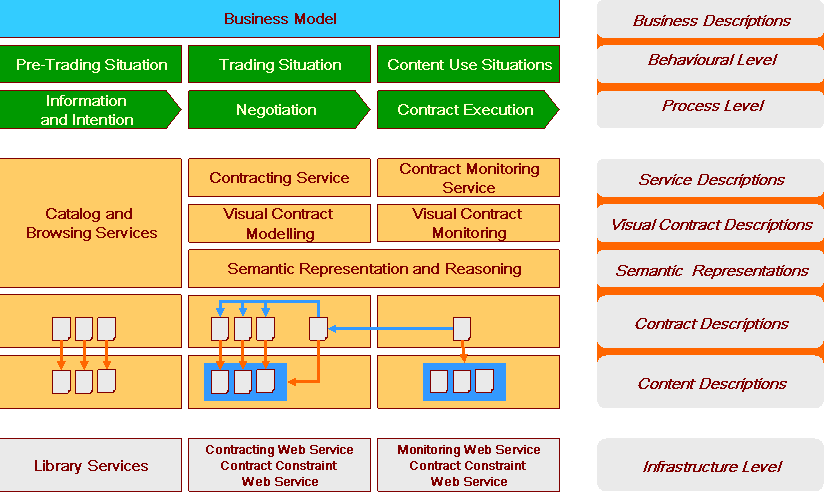 Business Model
Business Descriptions
Pre-Trading Situation
Trading Situation
Content Use Situations
Behavioural Level
Information
and Intention
Negotiation
Contract Execution
Process Level
Catalog and
Browsing Services
Contracting Service
Contract Monitoring
Service
Service Descriptions
Visual Contract
Modelling
Visual Contract
Monitoring
Visual Contract Descriptions
Semantic Representation and Reasoning
Semantic Representations
Contract Descriptions
Content Descriptions
Library Services
Contracting Web Service
Contract Constraint
Web Service
Monitoring Web Service
Contract Constraint
Web Service
Infrastructure Level